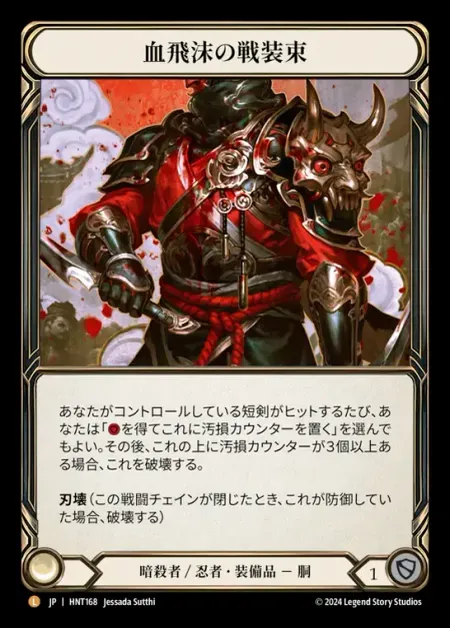 血飛沫の戦装束
あなたがコントロールしている短剣がヒットするたび、あ
なたは「を得てこれに汚損カウンターを置く」を選んで
もよい。その後、これの上に汚損カウンターが3個以上あ
る場合、これを破壊する。
刃壊(この戦闘チェインが閉じたとき、これが防御してい
た場合、破壊する)
暗殺者 / 忍者・装備品 － 胴
1
L JP | HNT168 Jessada Sutthi
© 2024 Legend Story Studios